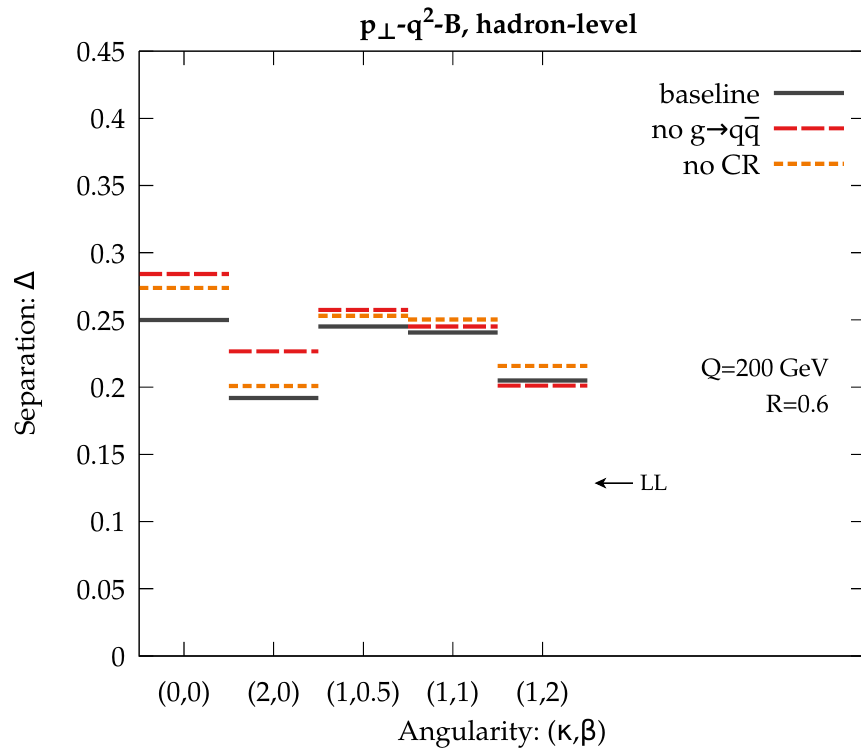 p⊥-q²-B, hadron-level
0.45
0.4
0.35
0.3
0.25
0.2
0.15
0.1
0.05
0
Separation: Δ
baseline
no g→qq̅
no CR
Q=200 GeV
R=0.6
LL
(0,0) (2,0) (1,0.5) (1,1) (1,2)
Angularity: (κ,β)